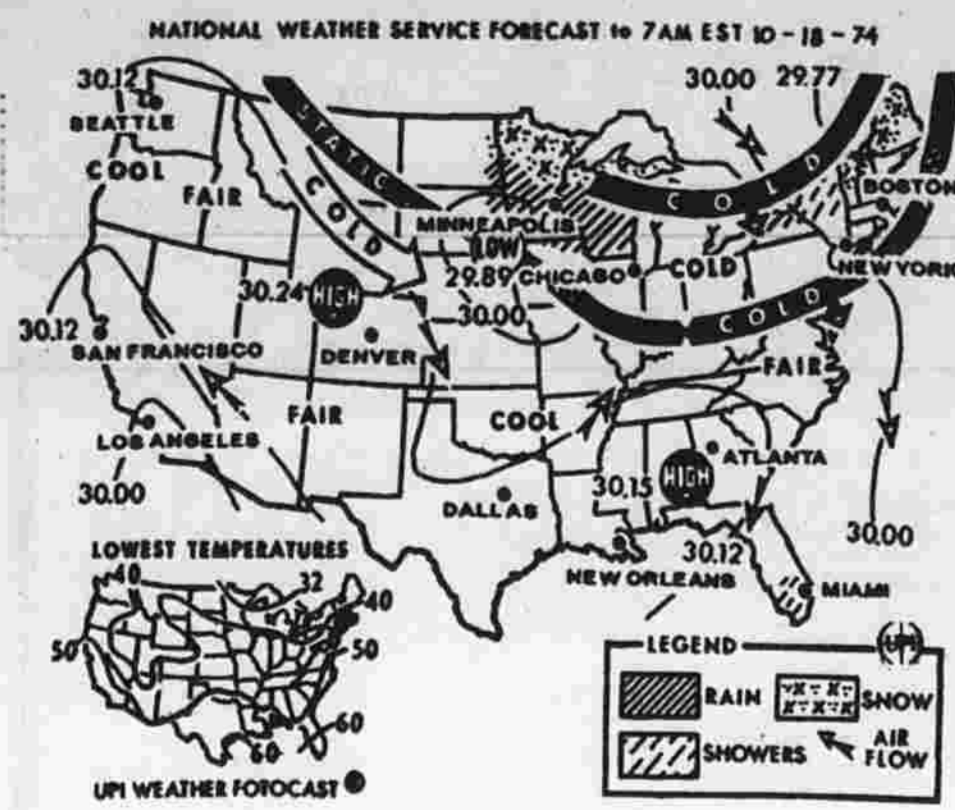 NATIONAL WEATHER SERVICE FORECAST to 7AM EST 10-18-74
30.12
30.00 29.77
SEATTLE
COOL
FAIR
STATIC
COLD
COLD
BOSTON
MINNEAPOLIS
LOW
NEW YORK
30.24 HIGH
29.89 CHICAGO
COLD
30.00
COLD
30.12
SAN FRANCISCO
DENVER
FAIR
FAIR
COOL
LOS ANGELES
ATLANTA
30.15 HIGH
30.00
DALLAS
30.00
30.12
NEW ORLEANS
MIAMI
LOWEST TEMPERATURES
40
32
40
50
50
60
60
UPI WEATHER FOTOCAST
LEGEND
UPI
RAIN
SNOW
SHOWERS
AIR
FLOW